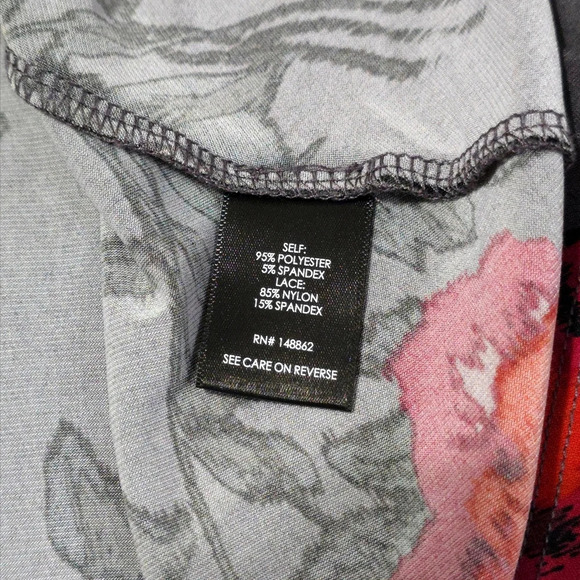 SELF:
95% POLYESTER
5% SPANDEX
LACE:
85% NYLON
15% SPANDEX
RN# 148862
SEE CARE ON REVERSE